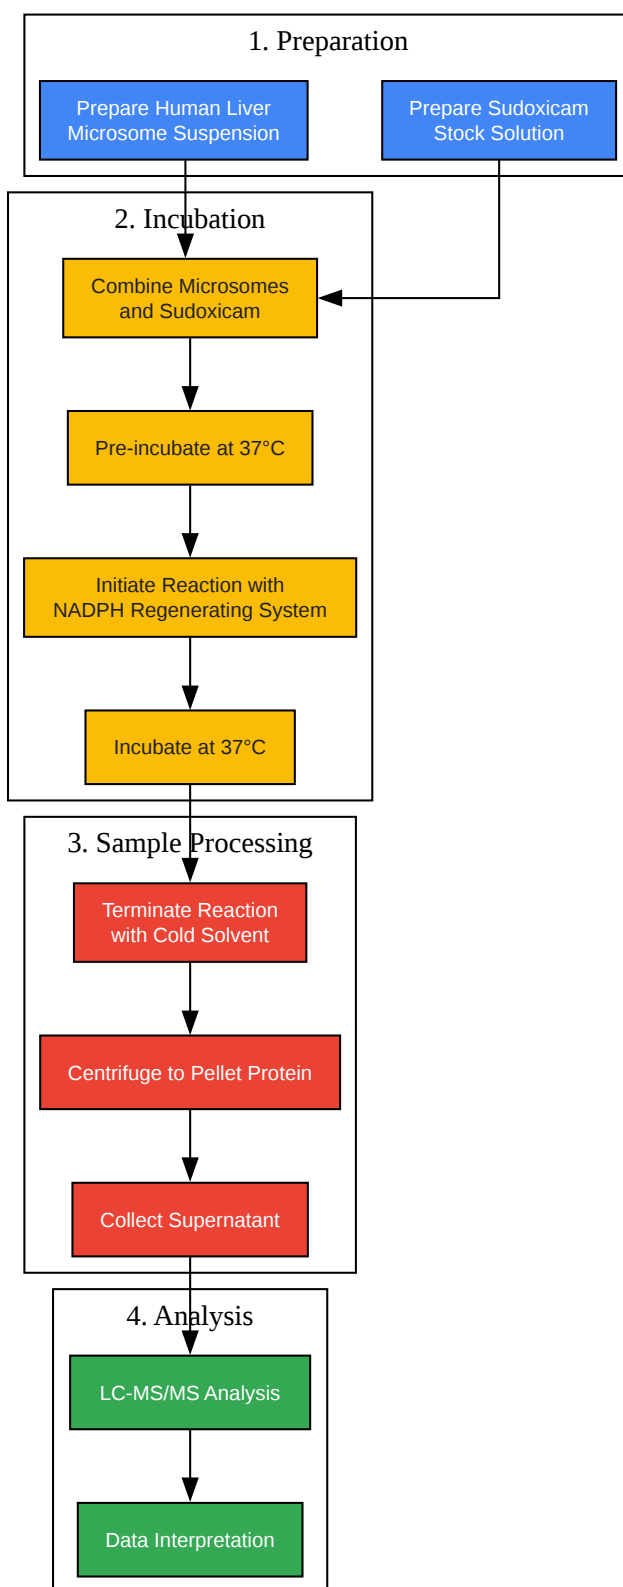 1. Preparation
Prepare Human Liver
Microsome Suspension
Prepare Sudoxicam
Stock Solution
2. Incubation
Combine Microsomes
and Sudoxicam
Pre-incubate at 37°C
Initiate Reaction with
NADPH Regenerating System
Incubate at 37°C
3. Sample Processing
Terminate Reaction
with Cold Solvent
Centrifuge to Pellet Protein
Collect Supernatant
4. Analysis
LC-MS/MS Analysis
Data Interpretation